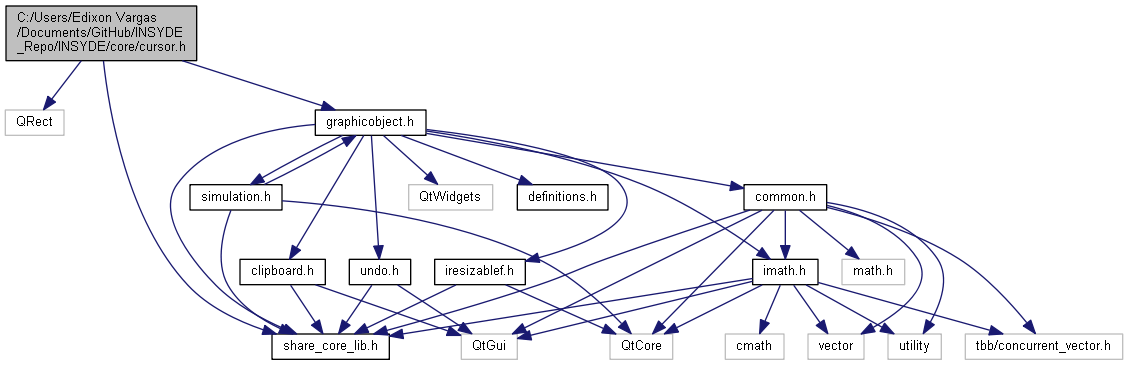 C:/Users/Edixon Vargas
/Documents/GitHub/INSYDE
_Repo/INSYDE/core/cursor.h
QRect
graphicobject.h
simulation.h
QtWidgets
definitions.h
common.h
clipboard.h
undo.h
iresizablef.h
imath.h
math.h
share_core_lib.h
QtGui
QtCore
cmath
vector
utility
tbb/concurrent_vector.h